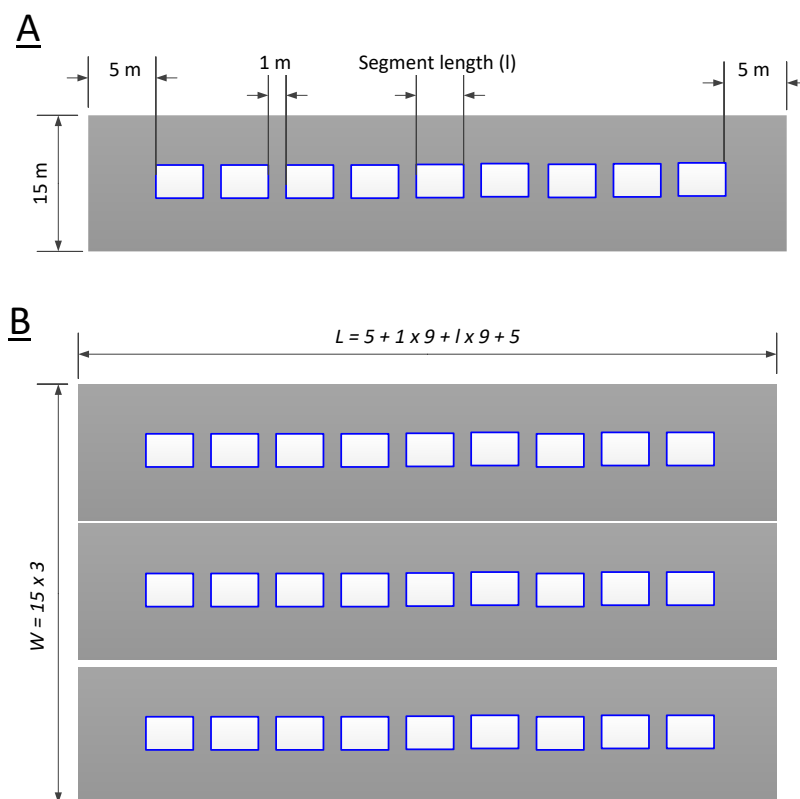 A
5 m
1 m
Segment length (l)
5 m
15 m
B
L = 5 + 1 x 9 + l x 9 + 5
W = 15 x 3